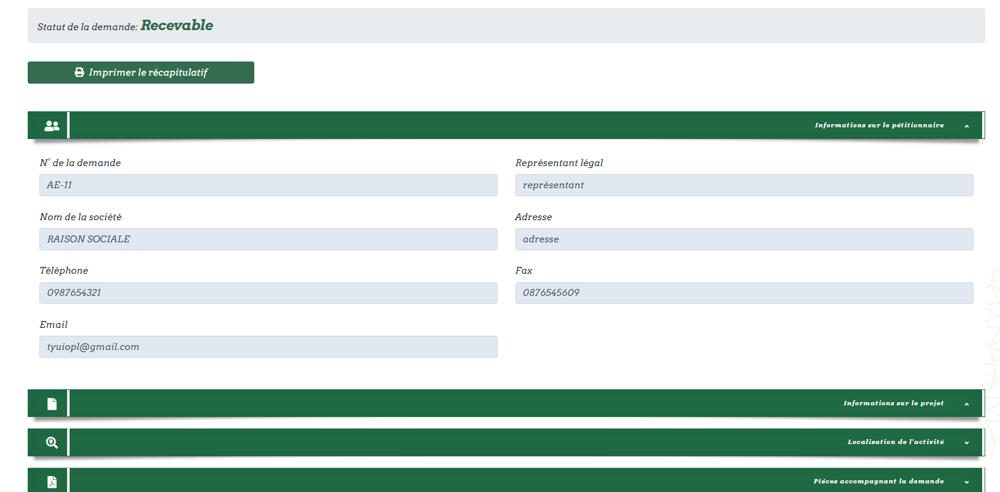 Statut de la demande: Recevable
Imprimer le récapitulatif
Informations sur le pétitionnaire
N° de la demande
AE-11
Représentant légal
représentant
Nom de la société
RAISON SOCIALE
Adresse
adresse
Téléphone
0987654321
Fax
0876545609
Email
tyuiopl@gmail.com
Informations sur le projet
Localisation de l'activité
Piéces accompagnant la demande